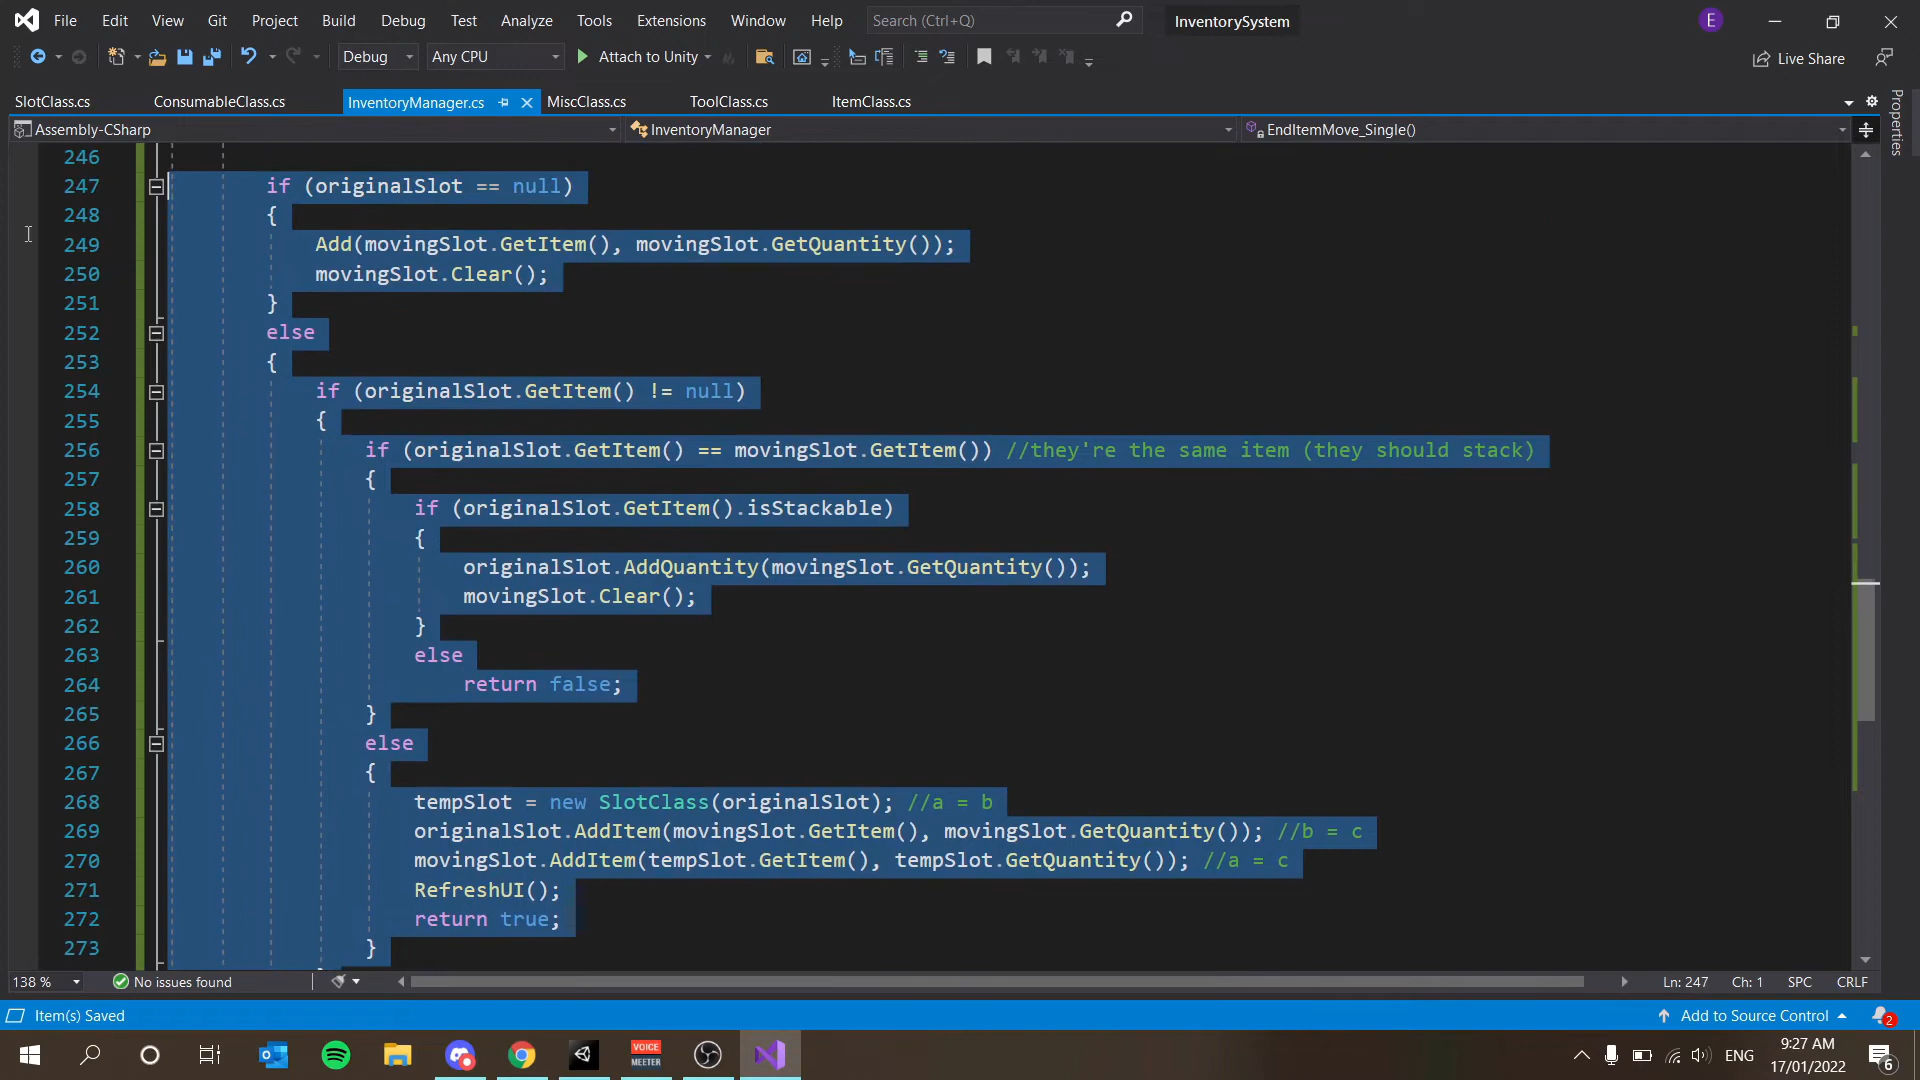 File Edit View Git Project Build Debug Test Analyze Tools Extensions Window Help Search (Ctrl+Q) InventorySystem E
Debug Any CPU Attach to Unity Live Share
SlotClass.cs ConsumableClass.cs InventoryManager.cs MiscClass.cs ToolClass.cs ItemClass.cs
Properties
Assembly-CSharp InventoryManager EndItemMove_Single()
246
247 if (originalSlot == null)
248 {
249 Add(movingSlot.GetItem(), movingSlot.GetQuantity());
250 movingSlot.Clear();
251 }
252 else
253 {
254 if (originalSlot.GetItem() != null)
255 {
256 if (originalSlot.GetItem() == movingSlot.GetItem()) //they're the same item (they should stack)
257 {
258 if (originalSlot.GetItem().isStackable)
259 {
260 originalSlot.AddQuantity(movingSlot.GetQuantity());
261 movingSlot.Clear();
262 }
263 else
264 return false;
265 }
266 else
267 {
268 tempSlot = new SlotClass(originalSlot); //a = b
269 originalSlot.AddItem(movingSlot.GetItem(), movingSlot.GetQuantity()); //b = c
270 movingSlot.AddItem(tempSlot.GetItem(), tempSlot.GetQuantity()); //a = c
271 RefreshUI();
272 return true;
273 }
138 % No issues found Ln: 247 Ch: 1 SPC CRLF
Item(s) Saved Add to Source Control 2
VOICE MEETER ENG 9:27 AM
17/01/2022 6